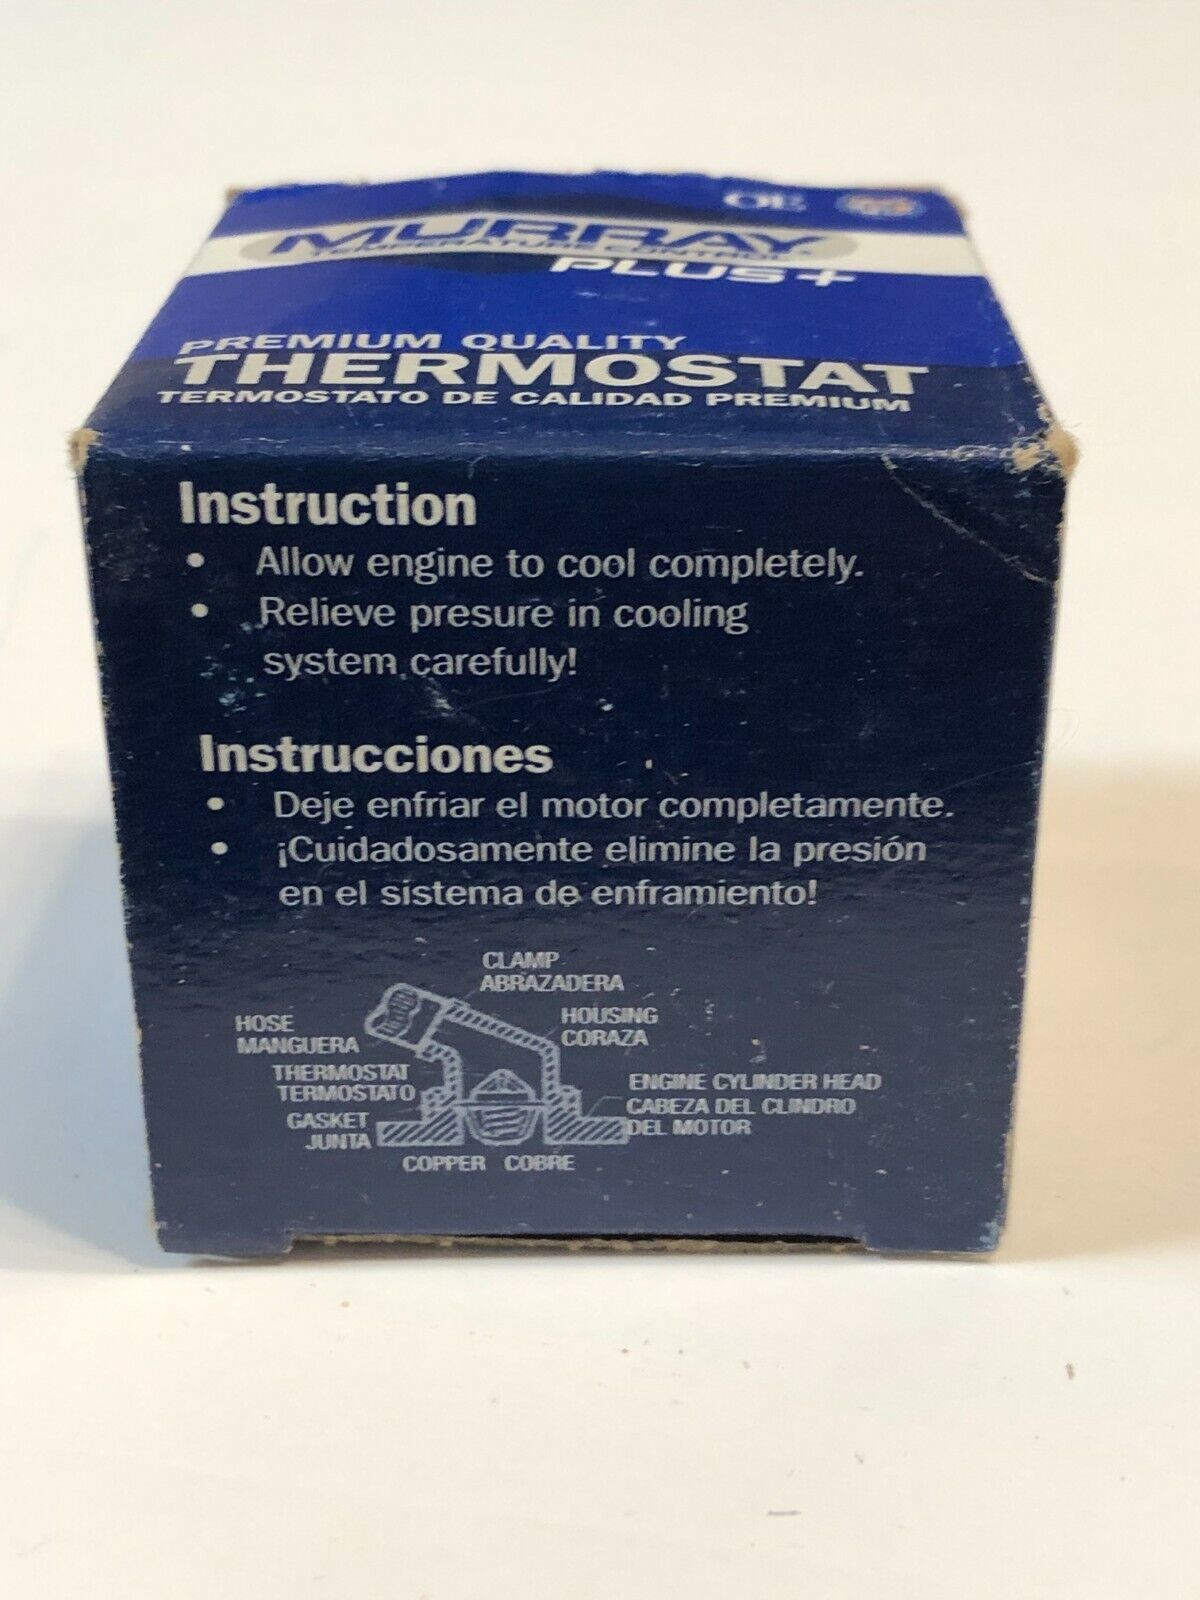 OE
MURRAY
TEMPERATURE CONTROL
PLUS+
PREMIUM QUALITY
THERMOSTAT
TERMOSTATO DE CALIDAD PREMIUM
Instruction
• Allow engine to cool completely.
• Relieve presure in cooling
system carefully!
Instrucciones
• Deje enfriar el motor completamente.
• ¡Cuidadosamente elimine la presión
en el sistema de enframiento!
CLAMP
ABRAZADERA
HOSE
MANGUERA
HOUSING
CORAZA
THERMOSTAT
TERMOSTATO
ENGINE CYLINDER HEAD
CABEZA DEL CLINDRO
DEL MOTOR
GASKET
JUNTA
COPPER COBRE